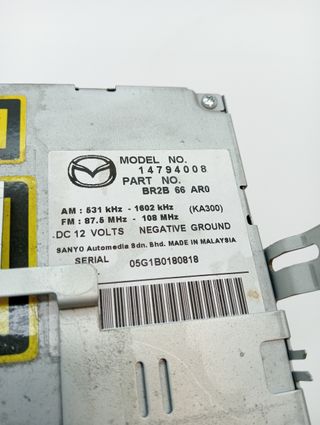 MODEL NO.
14794008
PART NO.
BR2B 66 AR0
AM : 531 kHz - 1602 kHz (KA300)
FM : 87.5 MHz - 108 MHz
DC 12 VOLTS NEGATIVE GROUND
SANYO Automedia Sdn. Bhd. MADE IN MALAYSIA
SERIAL 05G1B0180818